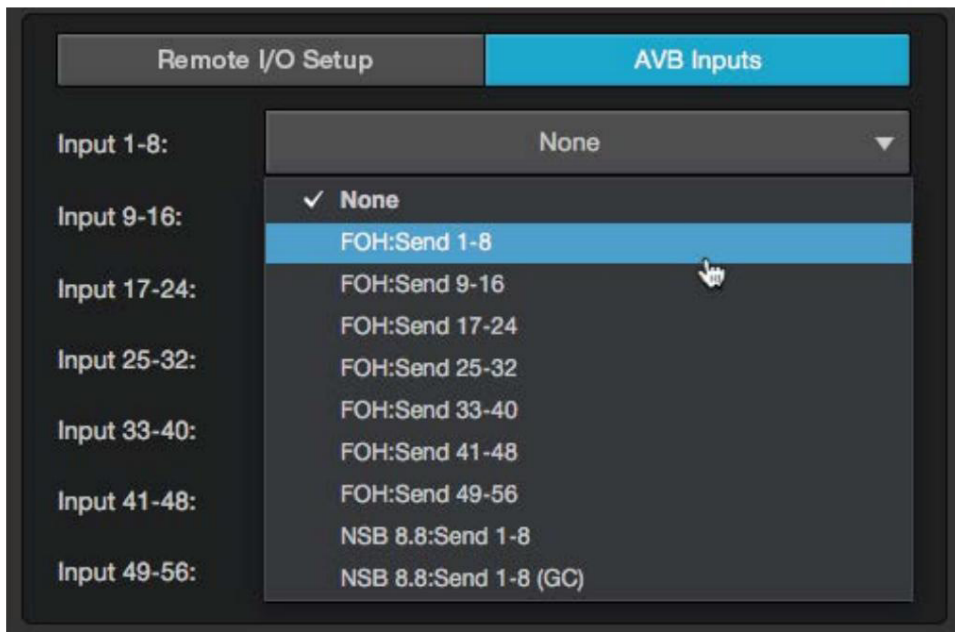 Remote I/O Setup
AVB Inputs
Input 1-8:
None
Input 9-16:
Input 17-24:
Input 25-32:
Input 33-40:
Input 41-48:
Input 49-56:
✓ None
FOH:Send 1-8
FOH:Send 9-16
FOH:Send 17-24
FOH:Send 25-32
FOH:Send 33-40
FOH:Send 41-48
FOH:Send 49-56
NSB 8.8:Send 1-8
NSB 8.8:Send 1-8 (GC)